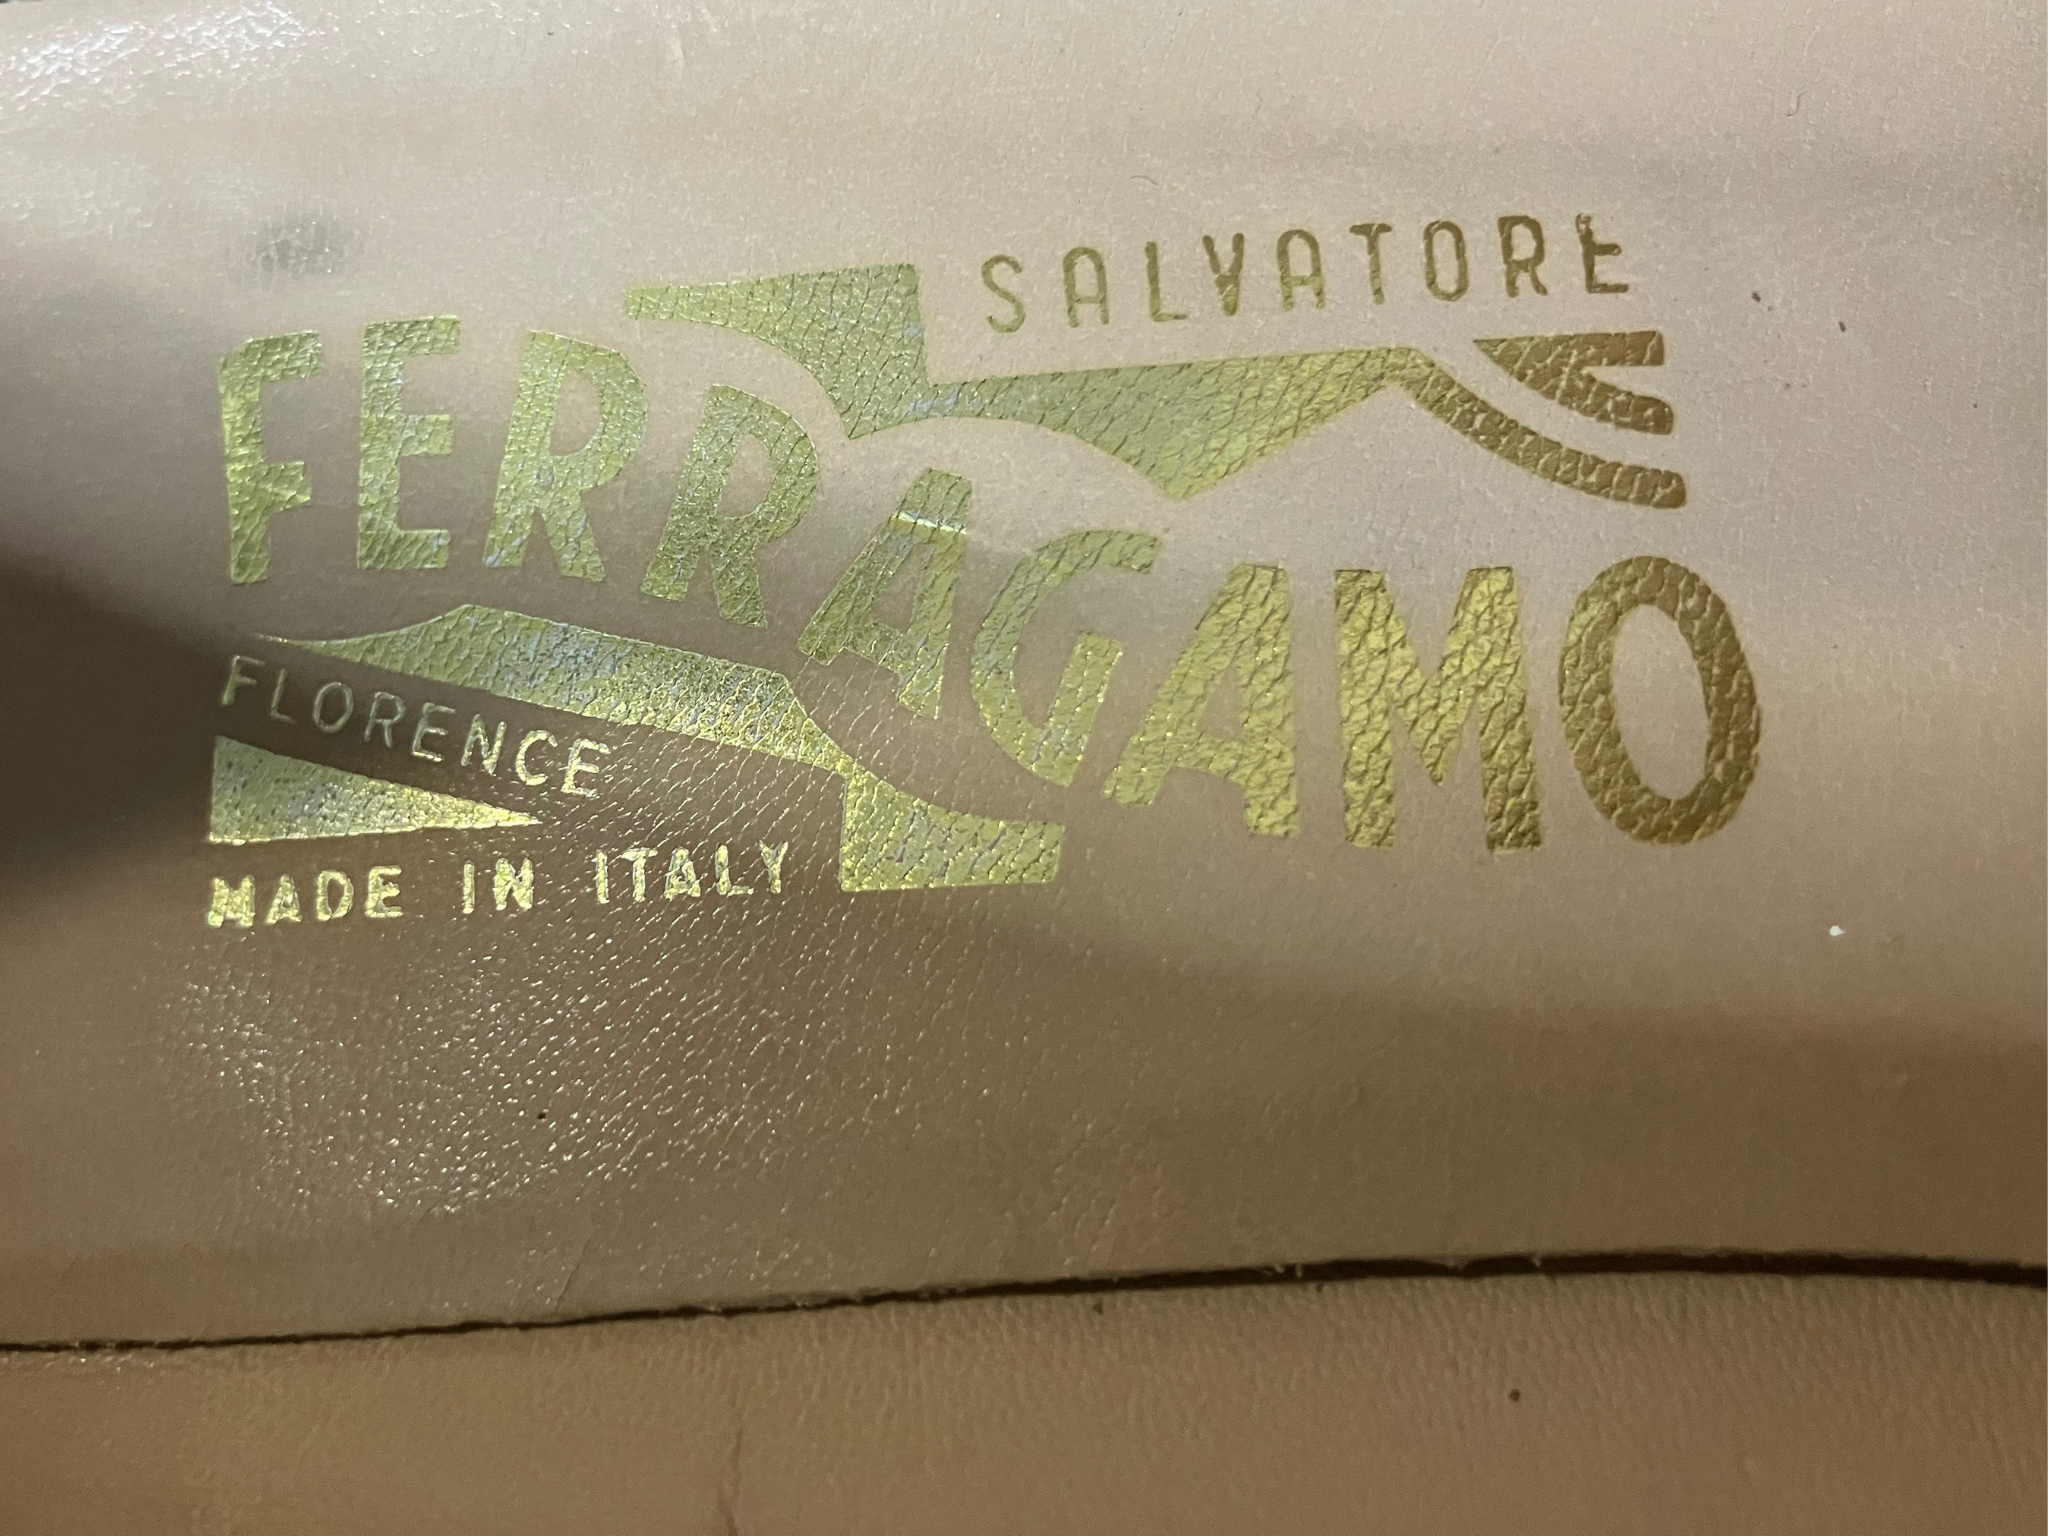 SALVATORE
FERRAGAMO
FLORENCE
MADE IN ITALY